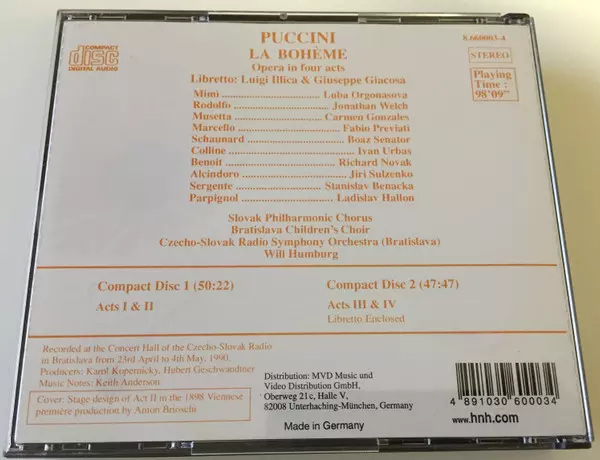 COMPACT
disc
DIGITAL AUDIO
PUCCINI
LA BOHÈME
Opera in four acts
Libretto: Luigi Illica & Giuseppe Giacosa
8.660003-4
STEREO
Playing
Time :
98'09"
Mimì ........ Luba Orgonasova
Rodolfo ........ Jonathan Welch
Musetta ........ Carmen Gonzales
Marcello ........ Fabio Previati
Schaunard ........ Boaz Senator
Colline ........ Ivan Urbas
Benoit ........ Richard Novak
Alcindoro ........ Jiri Sulzenko
Sergente ........ Stanislav Benacka
Parpignol ........ Ladislav Hallon
Slovak Philharmonic Chorus
Bratislava Children's Choir
Czecho-Slovak Radio Symphony Orchestra (Bratislava)
Will Humburg
Compact Disc 1 (50:22)
Acts I & II
Compact Disc 2 (47:47)
Acts III & IV
Libretto Enclosed
Recorded at the Concert Hall of the Czecho-Slovak Radio
in Bratislava from 23rd April to 4th May, 1990.
Producers: Karol Kopernicky, Hubert Geschwandtner
Music Notes: Keith Anderson
Cover: Stage design of Act II in the 1898 Viennese
première production by Anton Brioschi
Distribution: MVD Music und
Video Distribution GmbH,
Oberweg 21c, Halle V,
82008 Unterhaching-München, Germany
Made in Germany
4 891030 600034
www.hnh.com